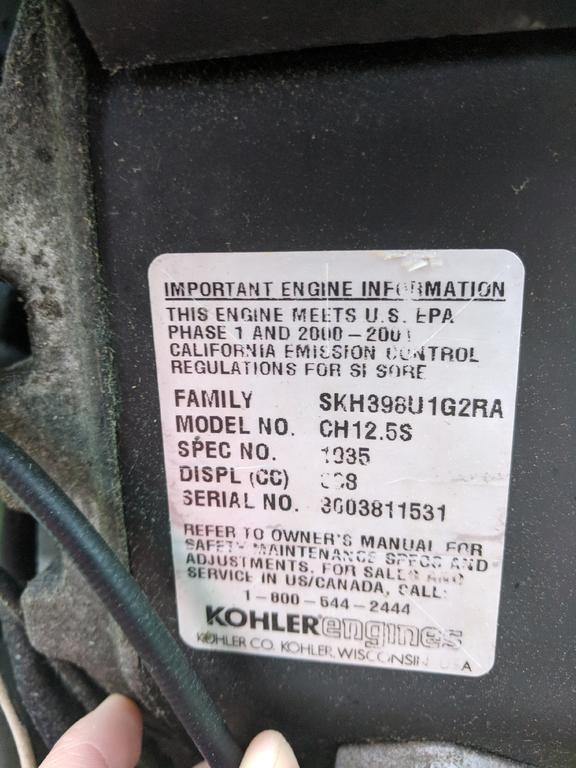 IMPORTANT ENGINE INFORMATION
THIS ENGINE MEETS U.S. EPA
PHASE 1 AND 2000-2001
CALIFORNIA EMISSION CONTROL
REGULATIONS FOR SI SORE
FAMILY SKH398U1G2RA
MODEL NO. CH12.5S
SPEC NO.
DISPL (CC)
SERIAL NO. 3003811531
REFER TO OWNER'S MANUAL FOR
SAFETY MAINTENANCE SPECS AND
ADJUSTMENTS. FOR SALES AND
SERVICE IN US/CANADA, CALL:
1-800-544-2444
KOHLER engines
KOHLER CO. KOHLER, WISCONSIN USA